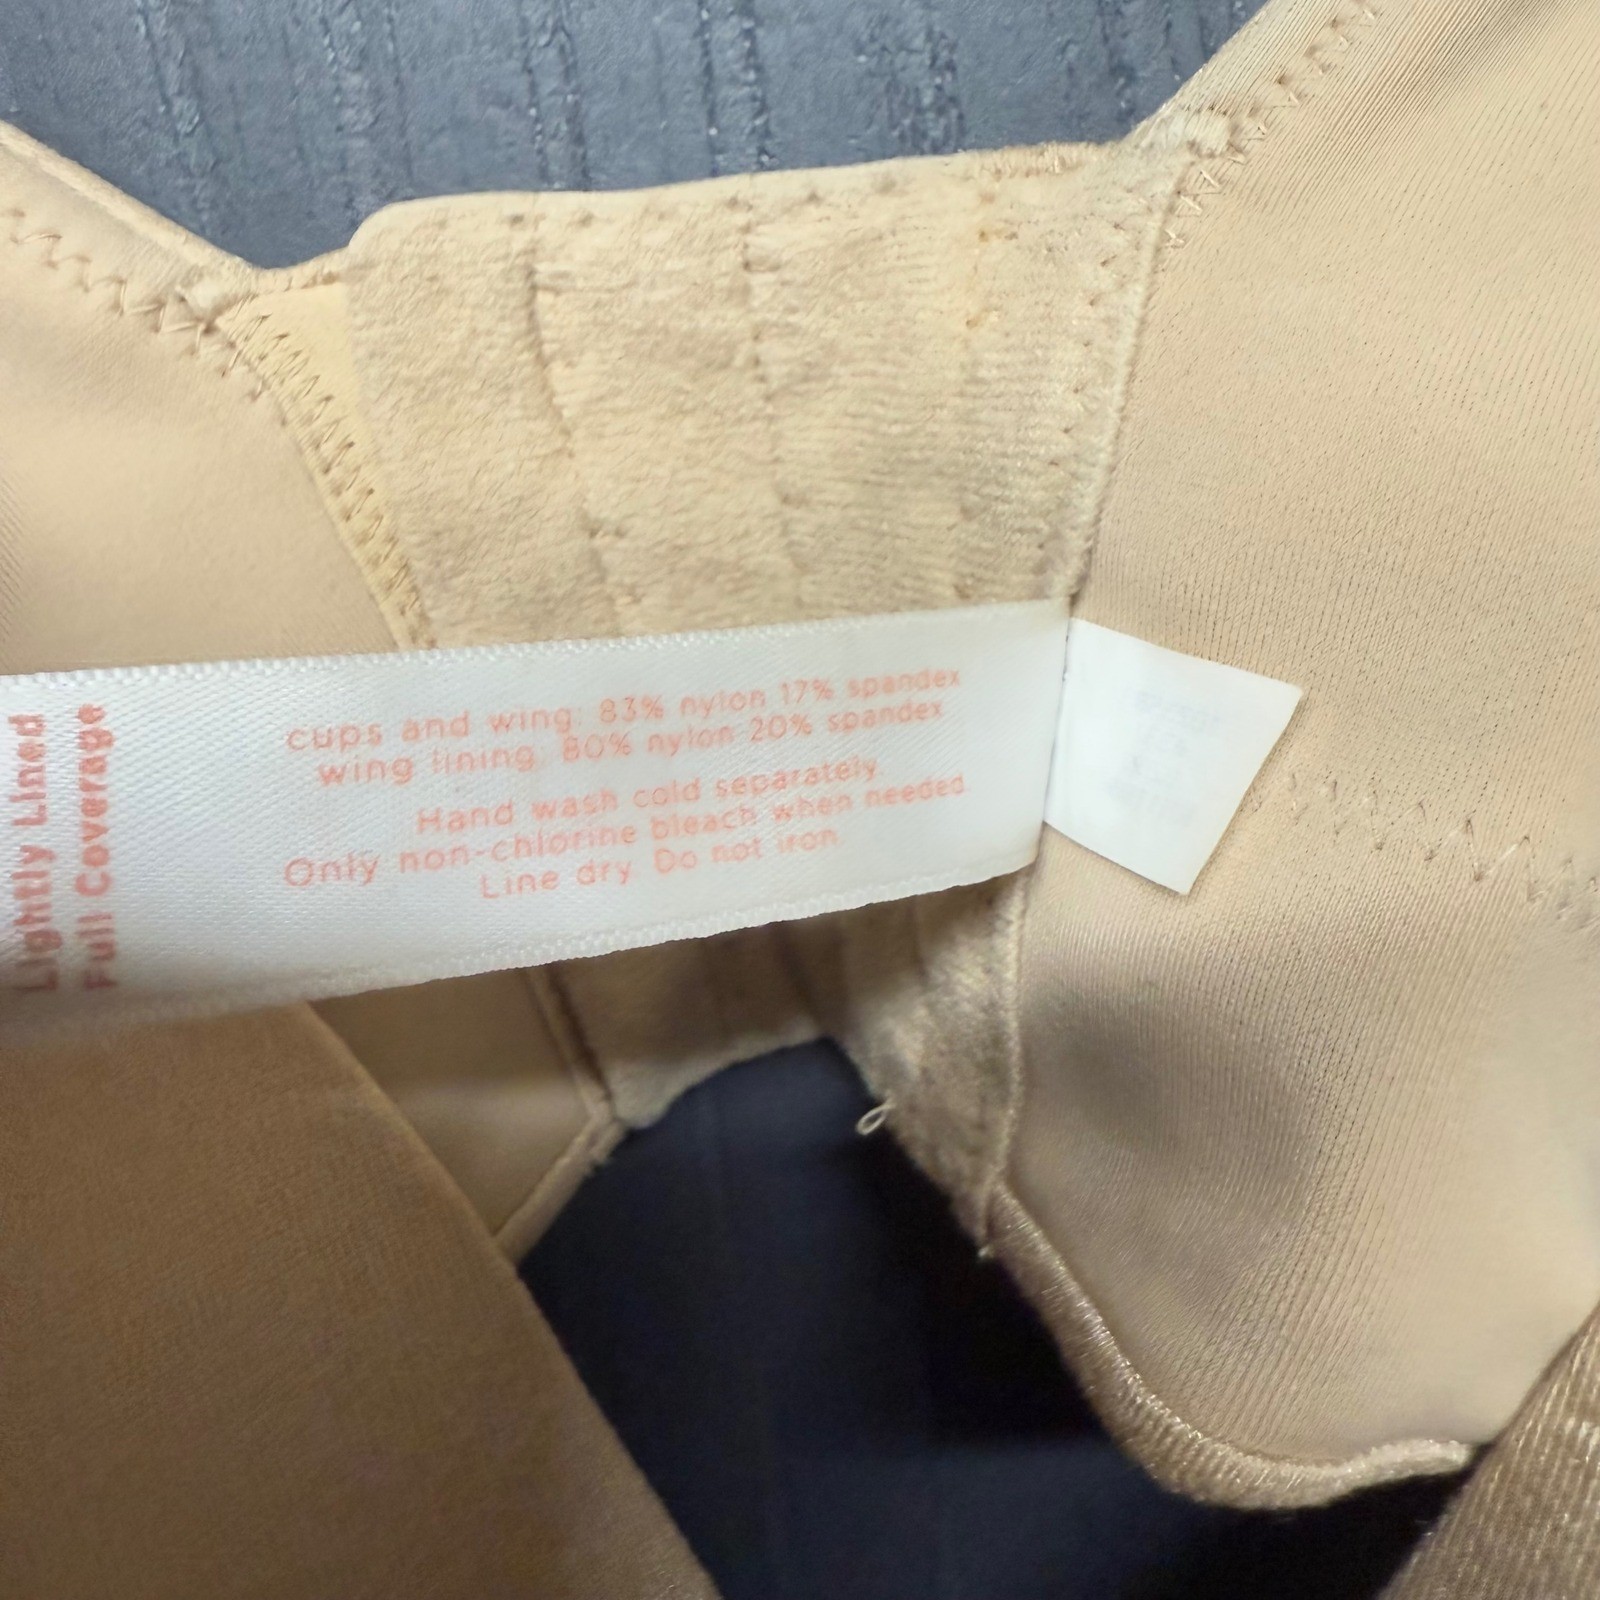 Lightly Lined
Full Coverage
cups and wing: 83% nylon 17% spandex
wing lining: 80% nylon 20% spandex
Hand wash cold separately.
Only non-chlorine bleach when needed
Line dry. Do not iron.